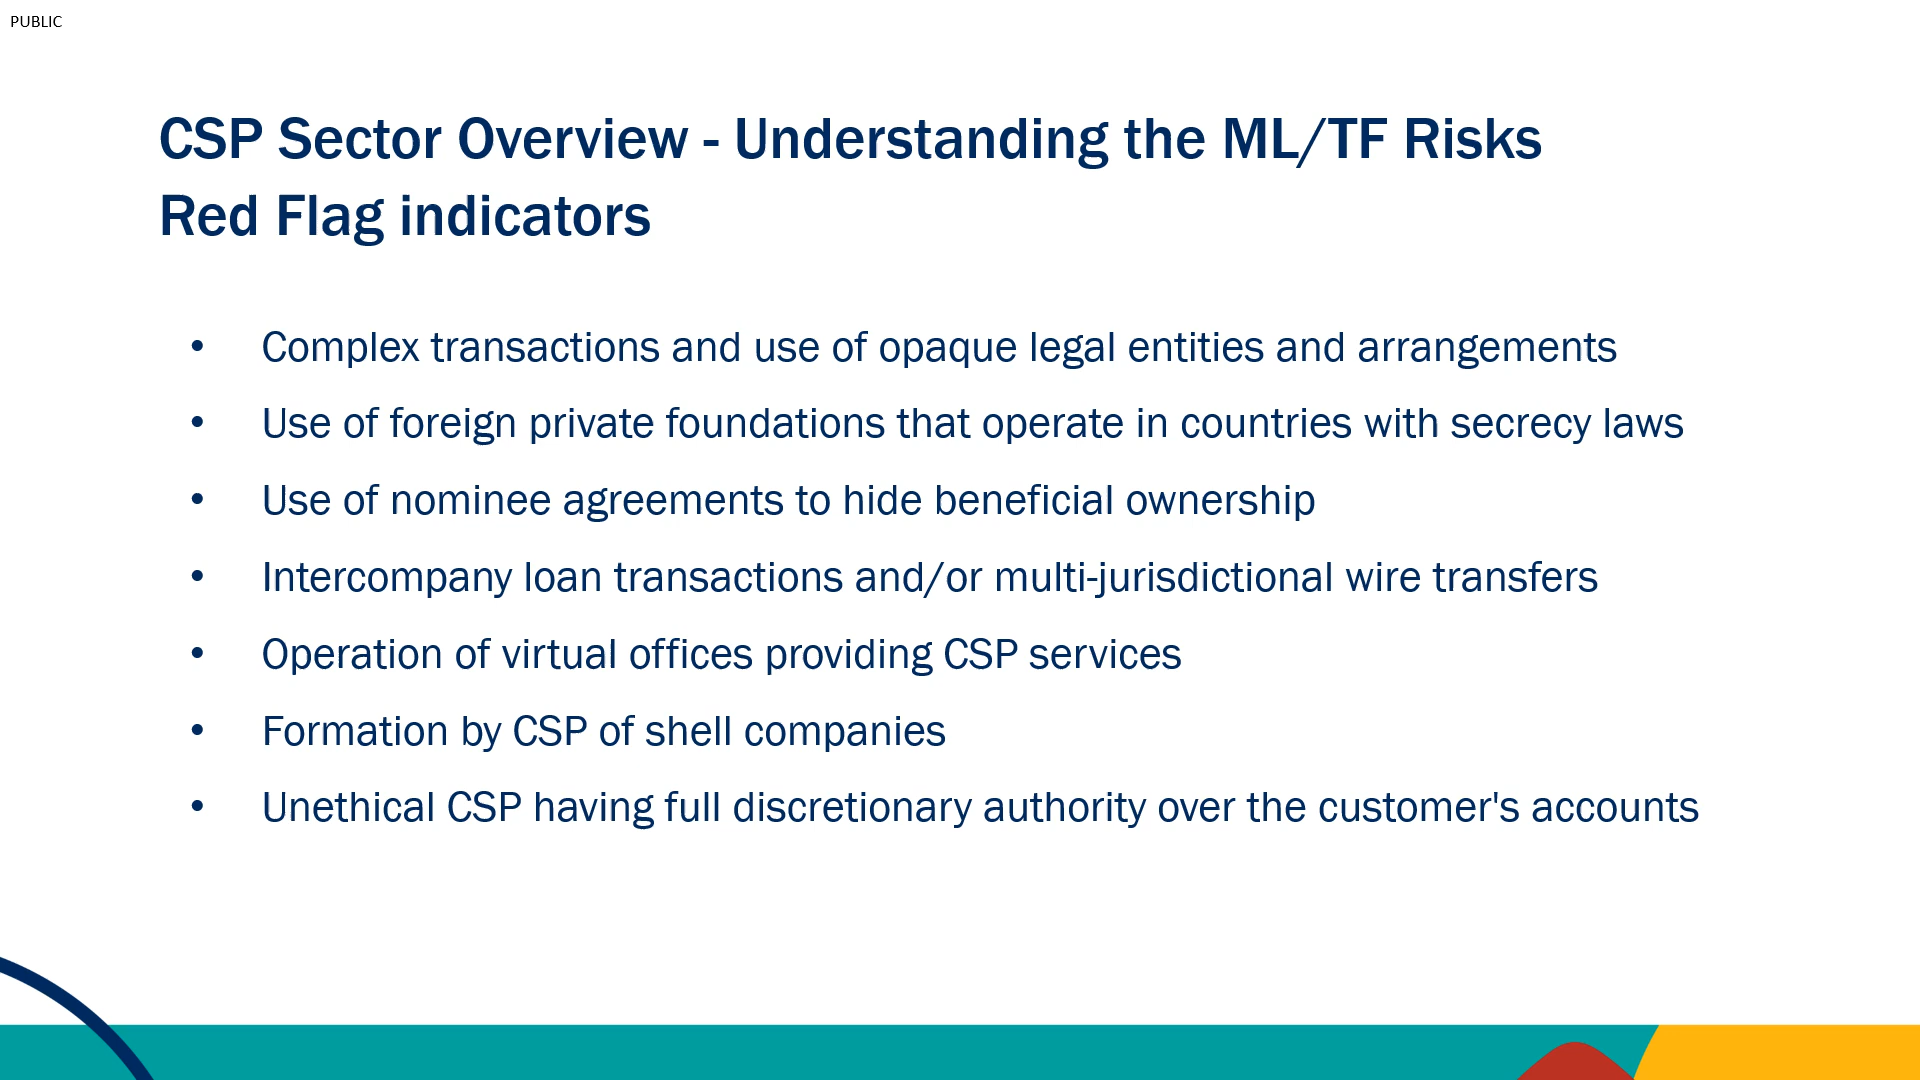 PUBLIC
CSP Sector Overview - Understanding the ML/TF Risks
Red Flag indicators
• Complex transactions and use of opaque legal entities and arrangements
• Use of foreign private foundations that operate in countries with secrecy laws
• Use of nominee agreements to hide beneficial ownership
• Intercompany loan transactions and/or multi-jurisdictional wire transfers
• Operation of virtual offices providing CSP services
• Formation by CSP of shell companies
• Unethical CSP having full discretionary authority over the customer's accounts